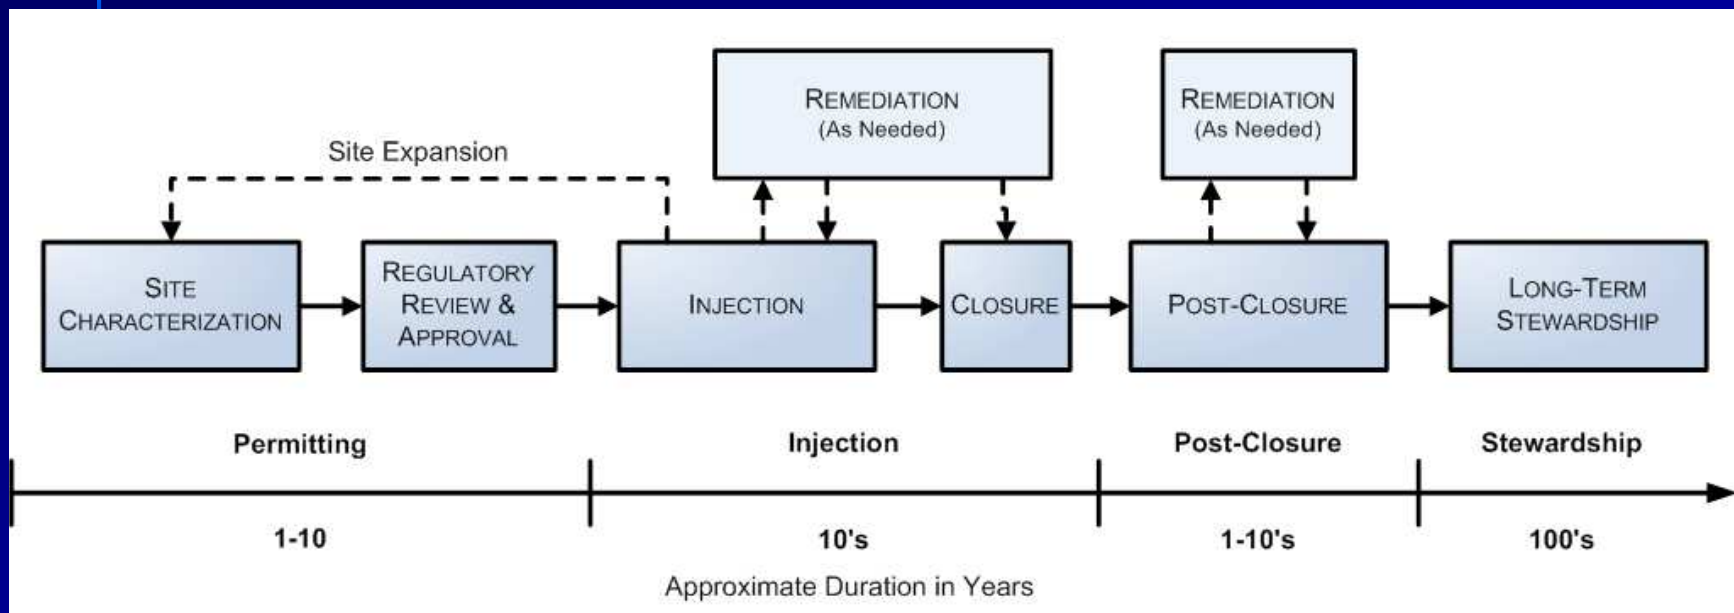 REMEDIATION
(As Needed)
REMEDIATION
(As Needed)
Site Expansion
SITE
CHARACTERIZATION
REGULATORY
REVIEW &
APPROVAL
INJECTION
CLOSURE
POST-CLOSURE
LONG-TERM
STEWARDSHIP
Permitting
Injection
Post-Closure
Stewardship
1-10
10's
1-10's
100's
Approximate Duration in Years